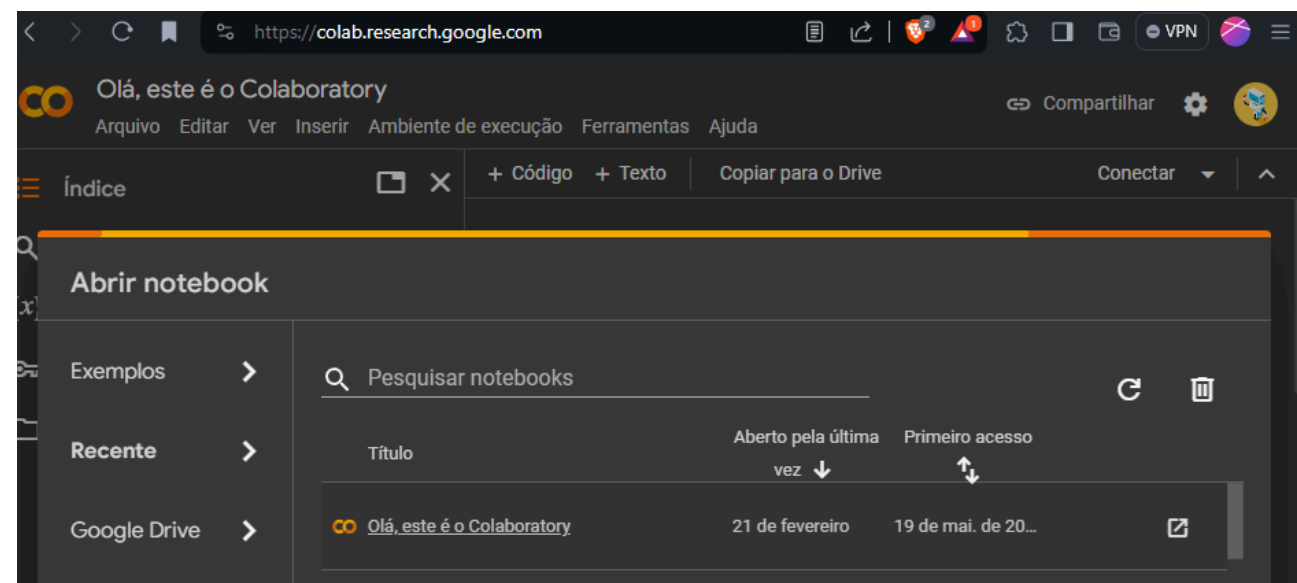 https://colab.research.google.com
2
1
VPN
Olá, este é o Colaboratory
Arquivo Editar Ver Inserir Ambiente de execução Ferramentas Ajuda
Compartilhar
Índice
+ Código + Texto
Copiar para o Drive
Conectar
Abrir notebook
Exemplos
Recente
Google Drive
Pesquisar notebooks
Título
Aberto pela última
vez
Primeiro acesso
Olá, este é o Colaboratory
21 de fevereiro
19 de mai. de 20…